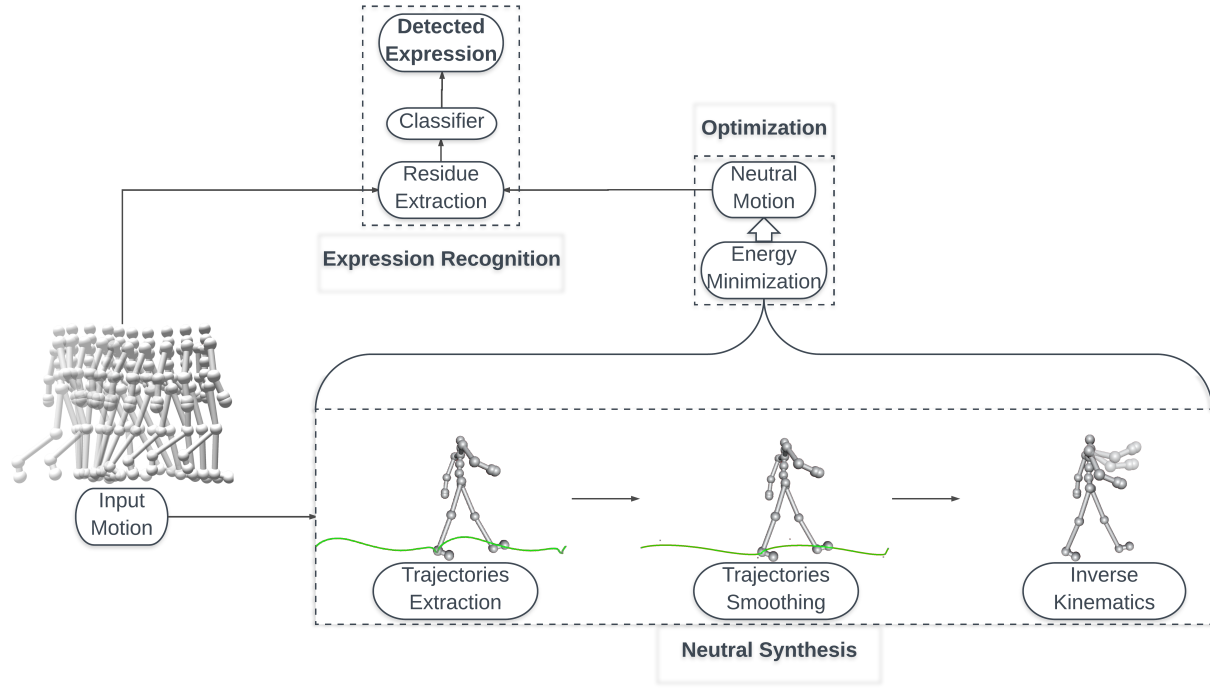 Detected
Expression
Classifier
Residue
Extraction
Expression Recognition
Optimization
Neutral
Motion
Energy
Minimization
Input
Motion
Trajectories
Extraction
Trajectories
Smoothing
Inverse
Kinematics
Neutral Synthesis